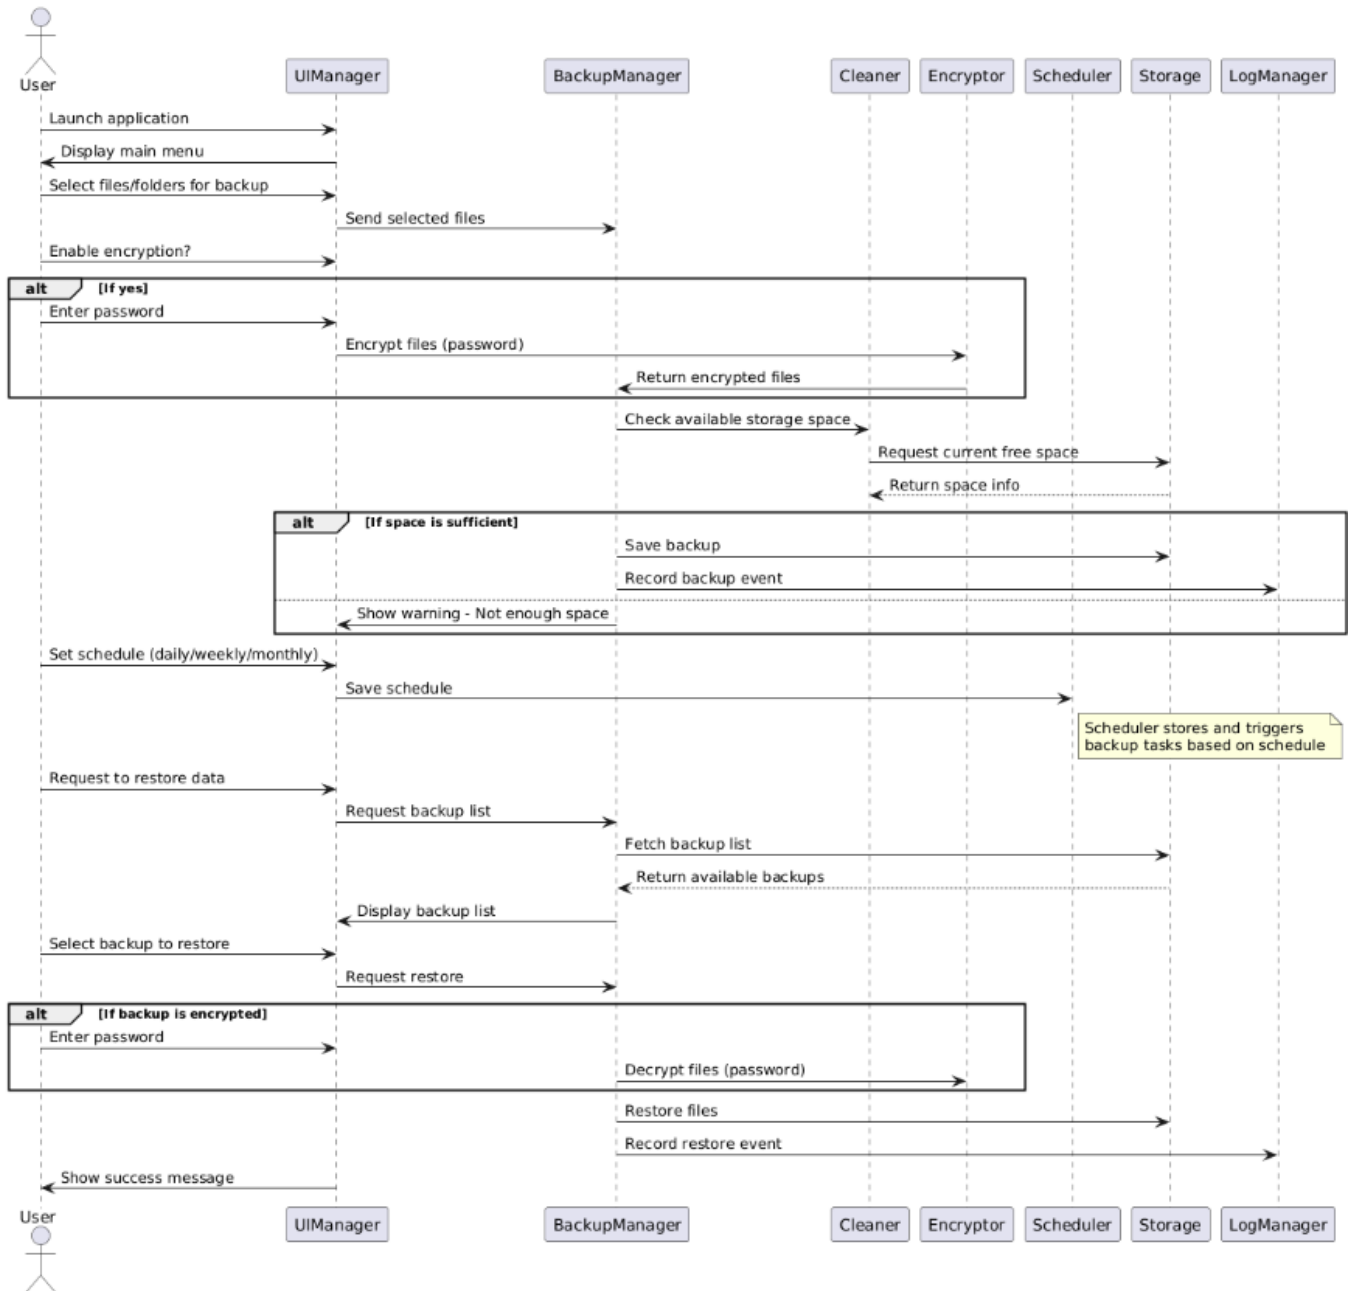 User
UIManager
BackupManager
Cleaner
Encryptor
Scheduler
Storage
LogManager
Launch application
Display main menu
Select files/folders for backup
Send selected files
Enable encryption?
alt [If yes]
Enter password
Encrypt files (password)
Return encrypted files
Check available storage space
Request current free space
Return space info
alt [If space is sufficient]
Save backup
Record backup event
Show warning - Not enough space
Set schedule (daily/weekly/monthly)
Save schedule
Scheduler stores and triggers
backup tasks based on schedule
Request to restore data
Request backup list
Fetch backup list
Return available backups
Display backup list
Select backup to restore
Request restore
alt [If backup is encrypted]
Enter password
Decrypt files (password)
Restore files
Record restore event
Show success message
User
UIManager
BackupManager
Cleaner
Encryptor
Scheduler
Storage
LogManager